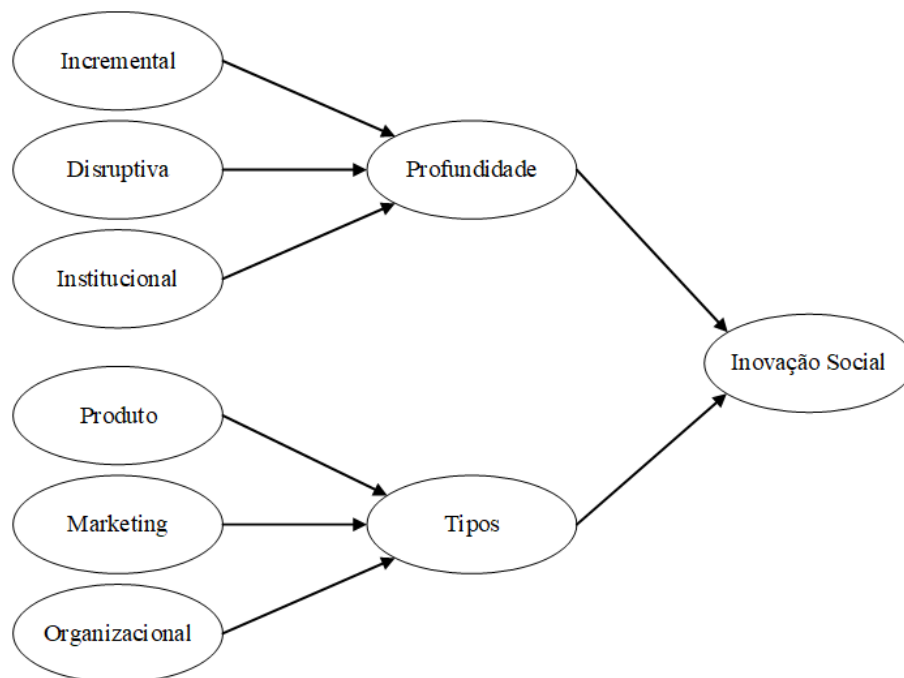 Incremental
Disruptiva
Profundidade
Institucional
Inovação Social
Produto
Marketing
Tipos
Organizacional